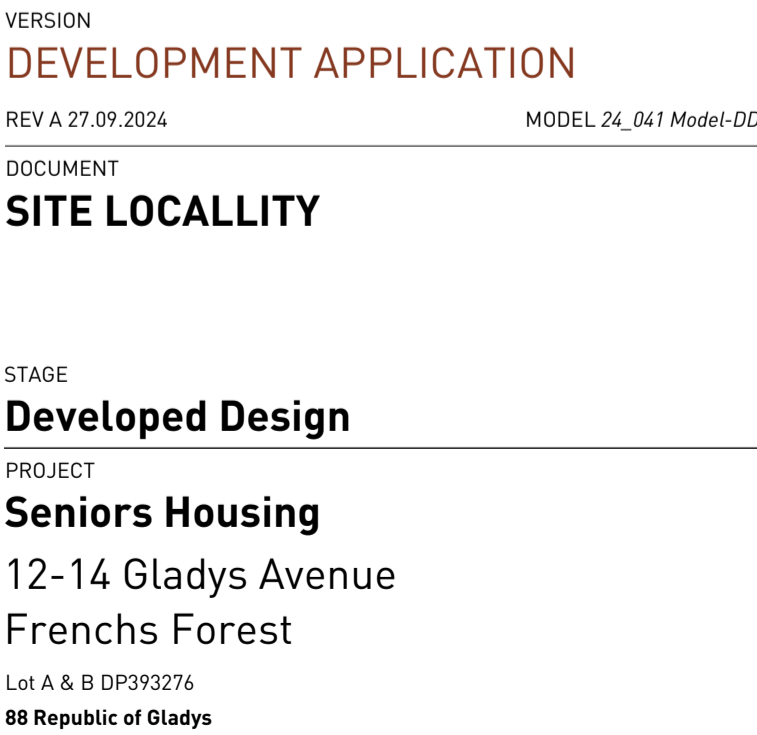 VERSION
DEVELOPMENT APPLICATION
REV A 27.09.2024 MODEL 24_041 Model-DD
DOCUMENT
SITE LOCALLITY
STAGE
Developed Design
PROJECT
Seniors Housing
12-14 Gladys Avenue
Frenchs Forest
Lot A & B DP393276
88 Republic of Gladys